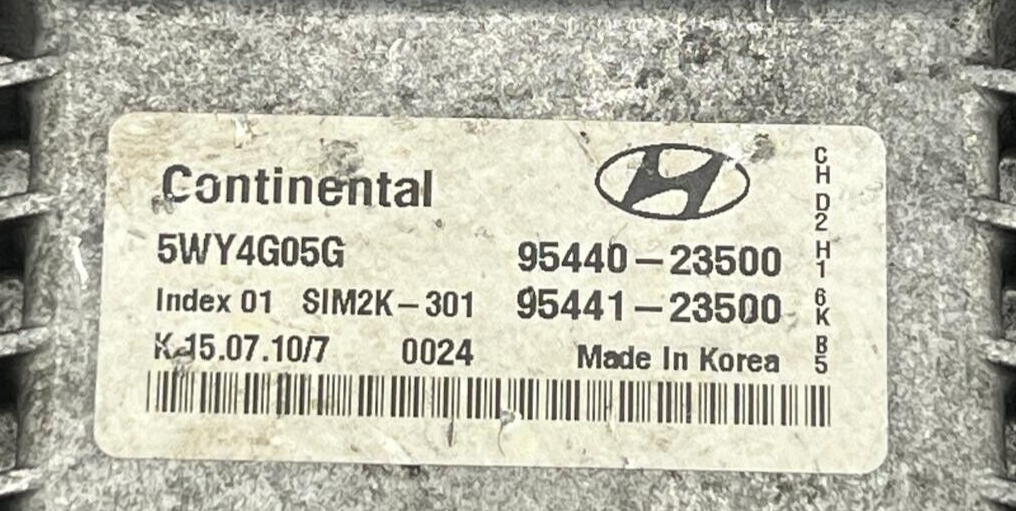 Continental
5WY4G05G 95440-23500
Index 01 SIM2K-301 95441-23500
K 15.07.10/7 0024 Made In Korea
CH D2 H1 6K B5